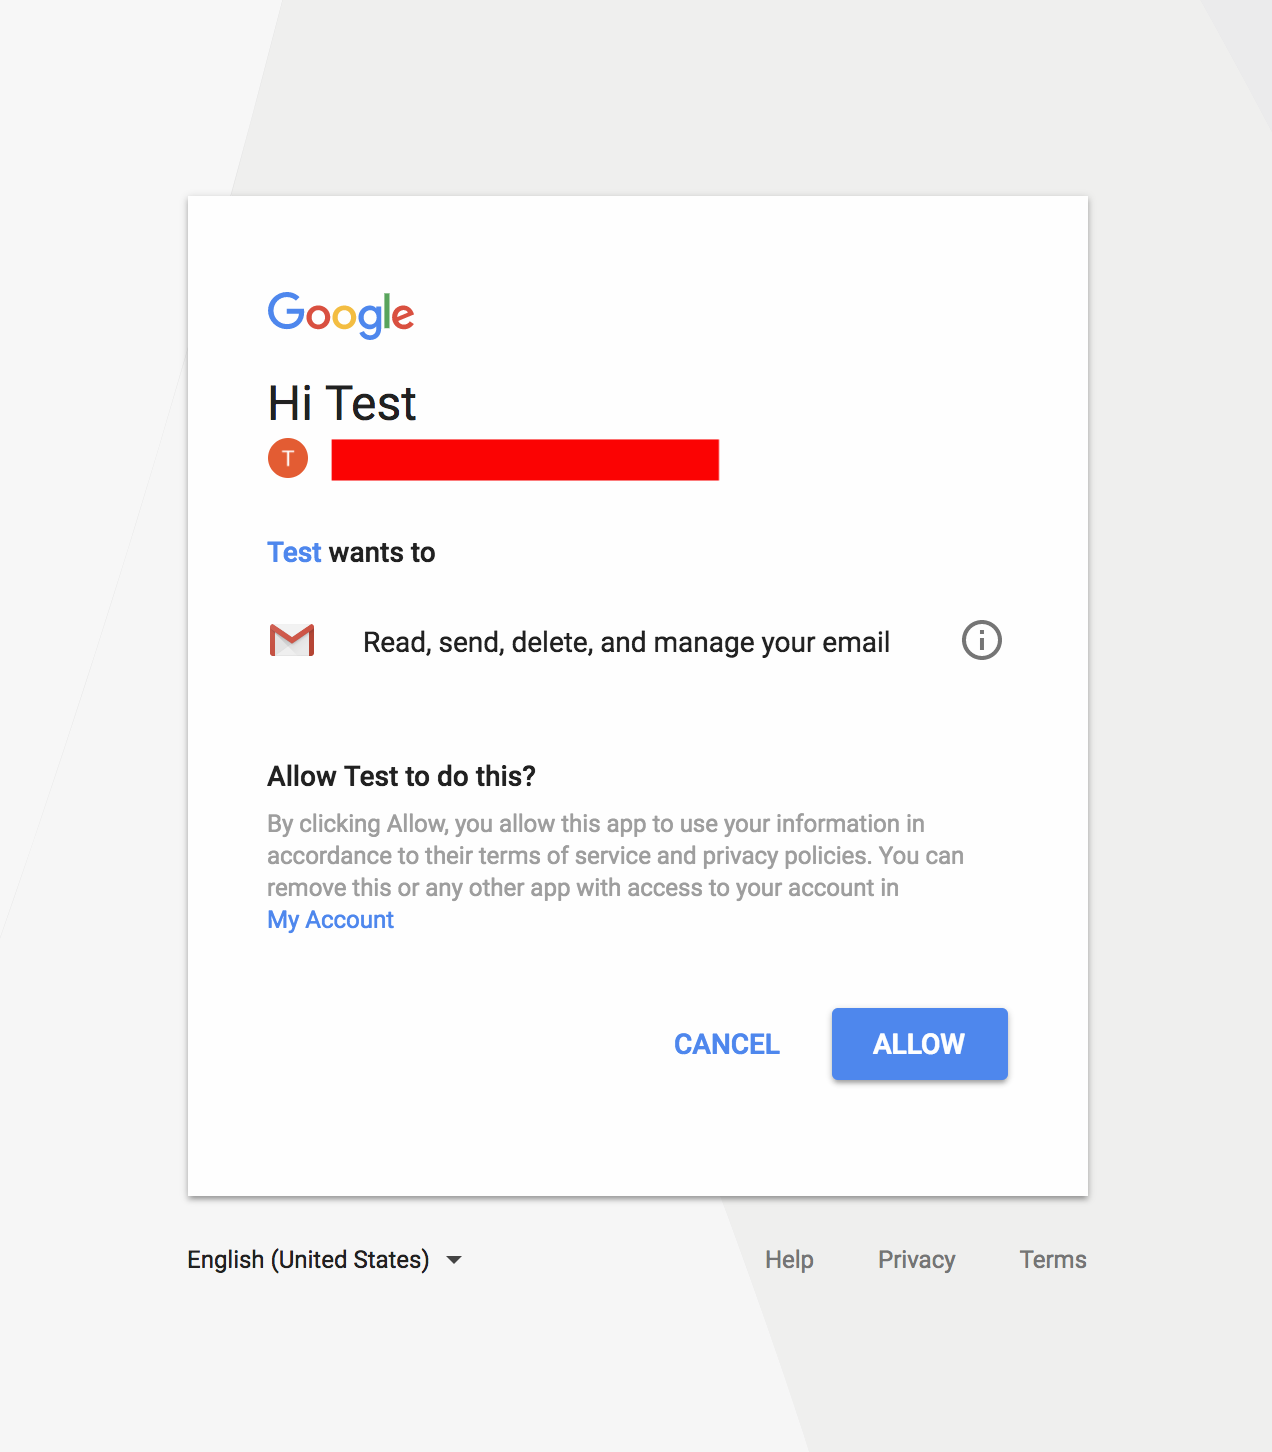 Google
Hi Test
T
Test wants to
Read, send, delete, and manage your email
Allow Test to do this?
By clicking Allow, you allow this app to use your information in
accordance to their terms of service and privacy policies. You can
remove this or any other app with access to your account in
My Account
CANCEL ALLOW
English (United States) Help Privacy Terms